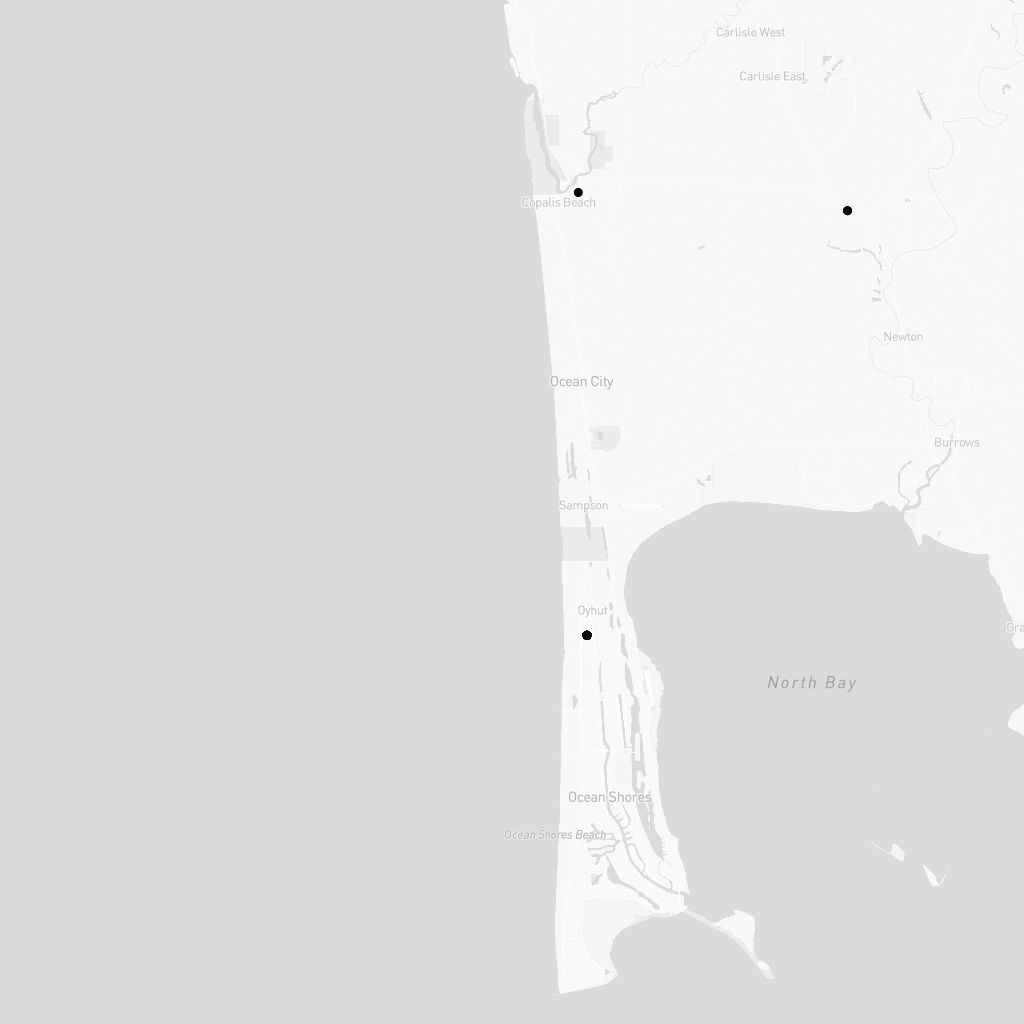 Carlisle West
Carlisle East
Copalis Beach
Newton
Ocean City
Burrows
Sampson
Oyhut
Gra
North Bay
Ocean Shores
Ocean Shores Beach